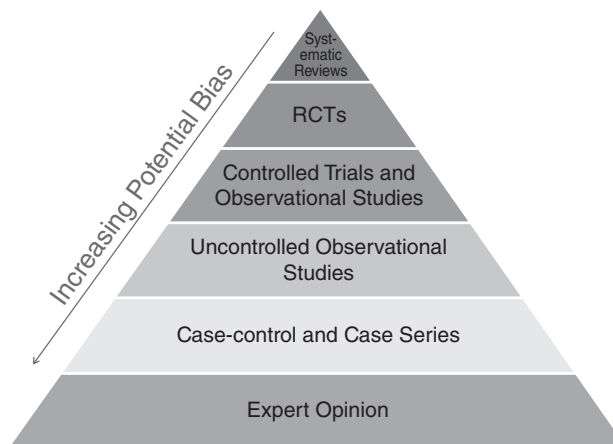 Increasing Potential Bias
Syst-
ematic
Reviews
RCTs
Controlled Trials and
Observational Studies
Uncontrolled Observational
Studies
Case-control and Case Series
Expert Opinion